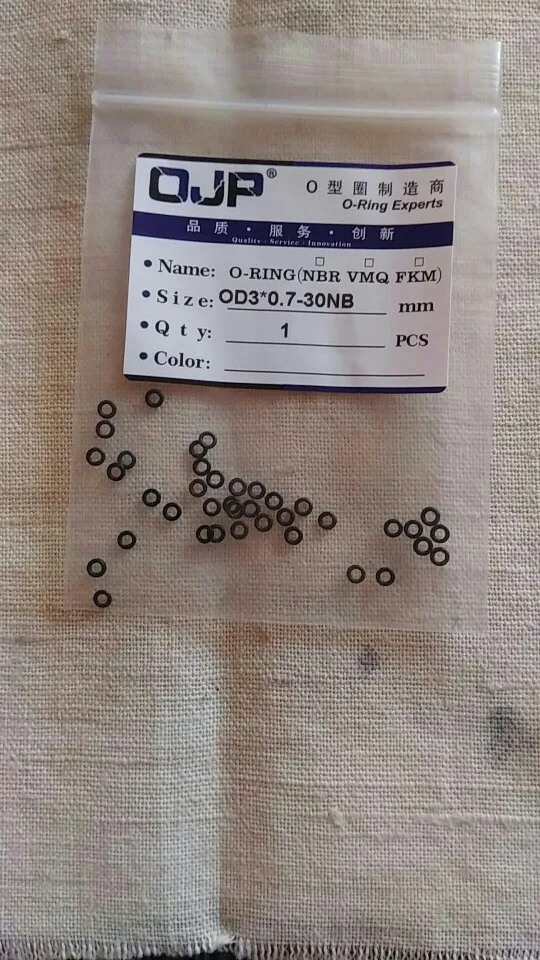 OJP®
O 型 圈 制 造 商
O-Ring Experts
品 质 · 服 务 · 创 新
Quality · Service · Innovation
• Name: O-RING(□NBR □VMQ □FKM)
• Size: OD3*0.7-30NB mm
• Qty: 1 PCS
• Color: